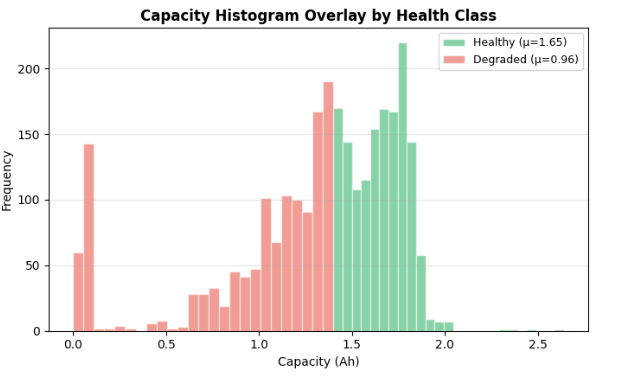 Capacity Histogram Overlay by Health Class
Healthy (μ=1.65)
Degraded (μ=0.96)
Frequency
200
150
100
50
0
0.0 0.5 1.0 1.5 2.0 2.5
Capacity (Ah)